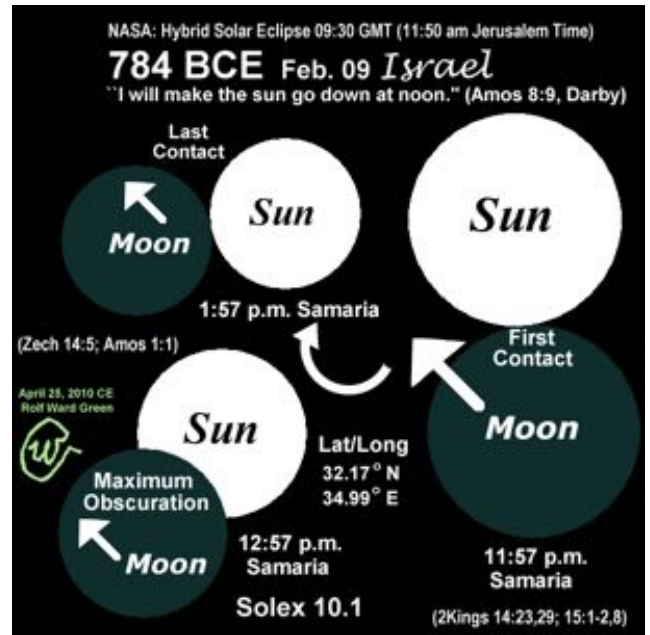 NASA: Hybrid Solar Eclipse 09:30 GMT (11:50 am Jerusalem Time)
784 BCE Feb. 09 Israel
``I will make the sun go down at noon." (Amos 8:9, Darby)
Last
Contact
Sun
Moon
1:57 p.m. Samaria
Sun
First
Contact
Moon
11:57 p.m.
Samaria
(2Kings 14:23,29; 15:1-2,8)
(Zech 14:5; Amos 1:1)
April 25, 2010 CE
Rolf Ward Green
Sun
Maximum
Obscuration
Moon
12:57 p.m.
Samaria
Lat/Long
32.17° N
34.99° E
Solex 10.1